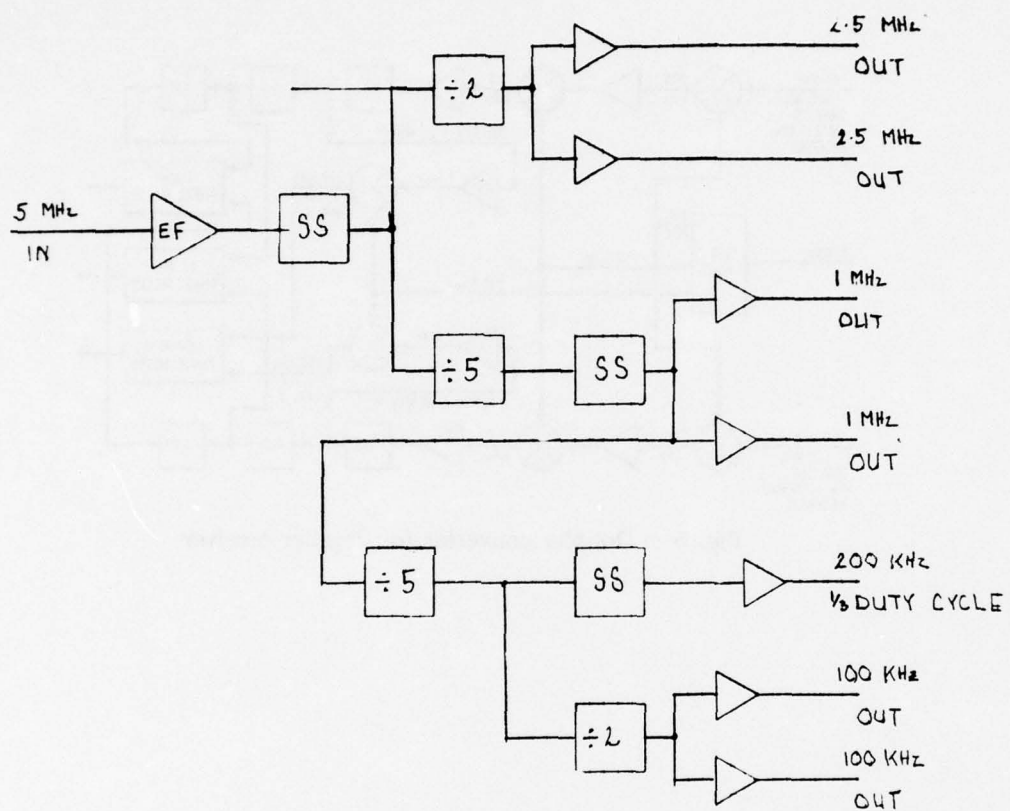 2.5 MHz
OUT
÷2
2.5 MHz
OUT
5 MHz
IN
EF
SS
1 MHz
OUT
÷5
SS
1 MHz
OUT
÷5
SS
200 KHz
1/3 DUTY CYCLE
100 KHz
OUT
÷2
100 KHz
OUT